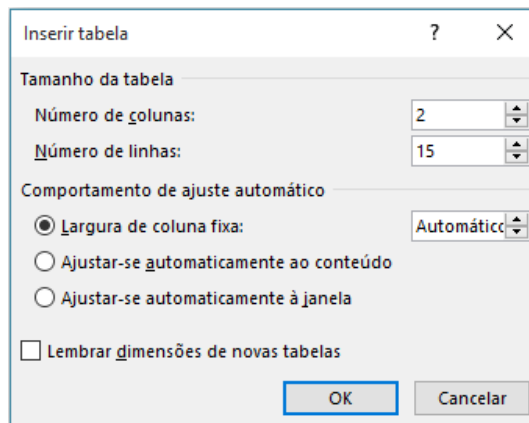 Inserir tabela ?
Tamanho da tabela
Número de colunas: 2
Número de linhas: 15
Comportamento de ajuste automático
Largura de coluna fixa: Automátic
Ajustar-se automaticamente ao conteúdo
Ajustar-se automaticamente à janela
Lembrar dimensões de novas tabelas
OK Cancelar